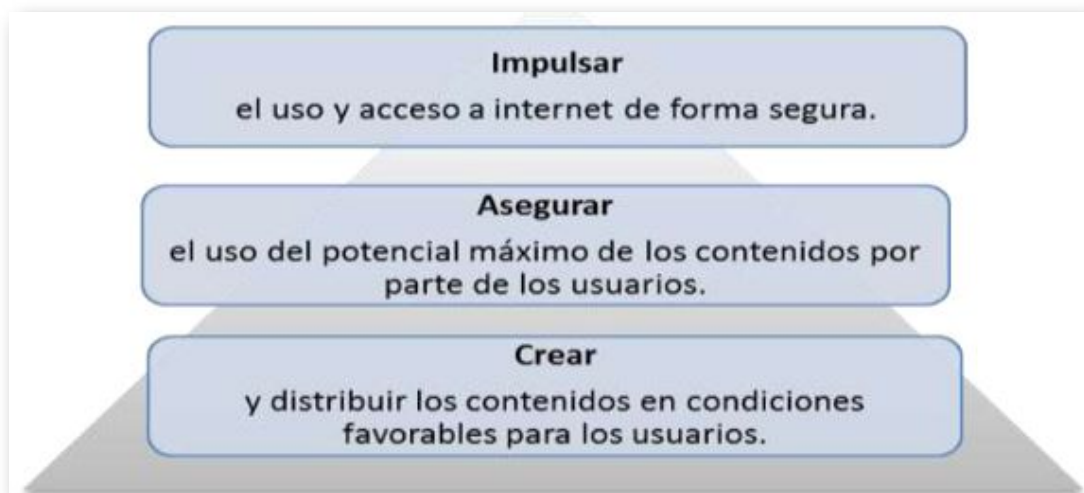 Impulsar
el uso y acceso a internet de forma segura.
Asegurar
el uso del potencial máximo de los contenidos por
parte de los usuarios.
Crear
y distribuir los contenidos en condiciones
favorables para los usuarios.